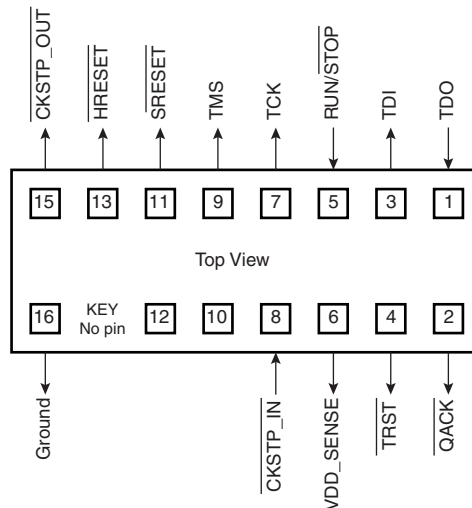 CKSTP_OUT
HRESET
SRESET
TMS
TCK
RUN/STOP
TDI
TDO
15 13 11 9 7 5 3 1
Top View
16 KEY No pin 12 10 8 6 4 2
Ground
CKSTP_IN
VDD_SENSE
TRST
QACK